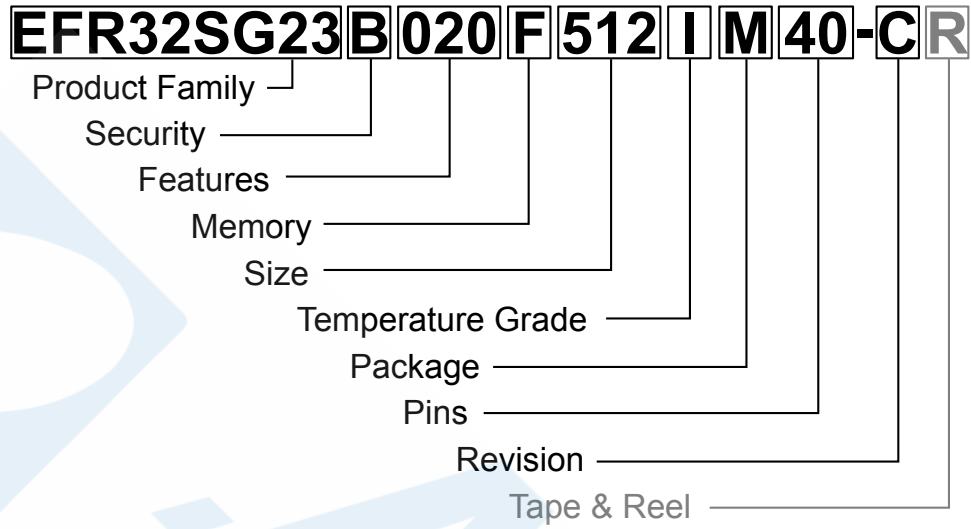 EFR32SG23B020F512IM40-CR
Product Family
Security
Features
Memory
Size
Temperature Grade
Package
Pins
Revision
Tape & Reel